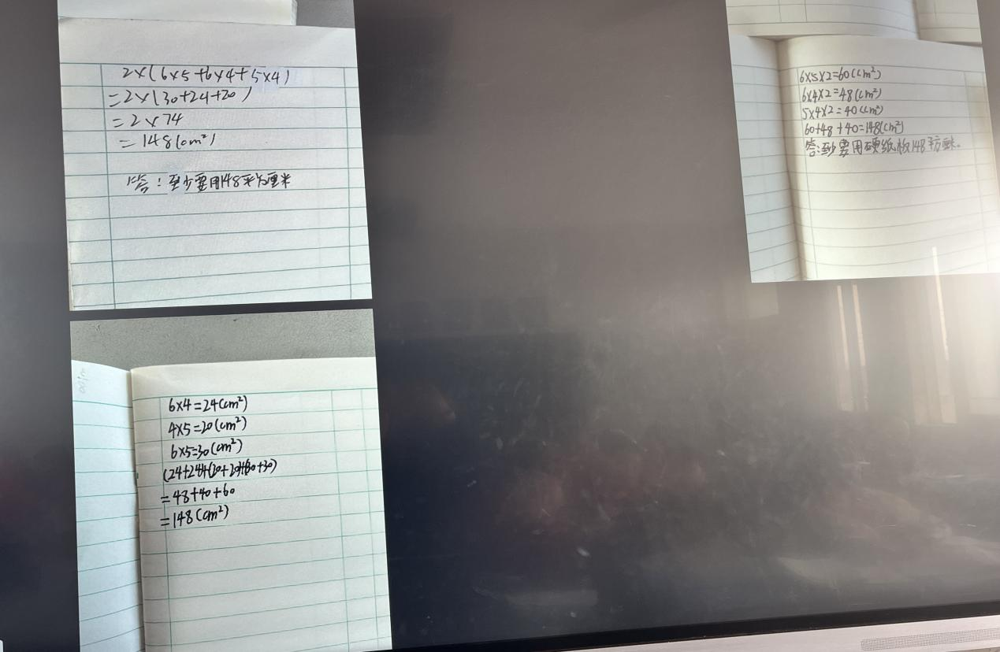 2×(6×5+6×4+5×4)
=2×(30+24+20)
=2×74
=148(cm²)
答：至少要用148平方厘米
6×4=24(cm²)
4×5=20(cm²)
6×5=30(cm²)
(24+24)+(20+20)+(30+30)
=48+40+60
=148(cm²)
6×5×2=60(cm²)
6×4×2=48(cm²)
5×4×2=40(cm²)
60+48+40=148(cm²)
答:至少要用硬纸板148平方厘米。